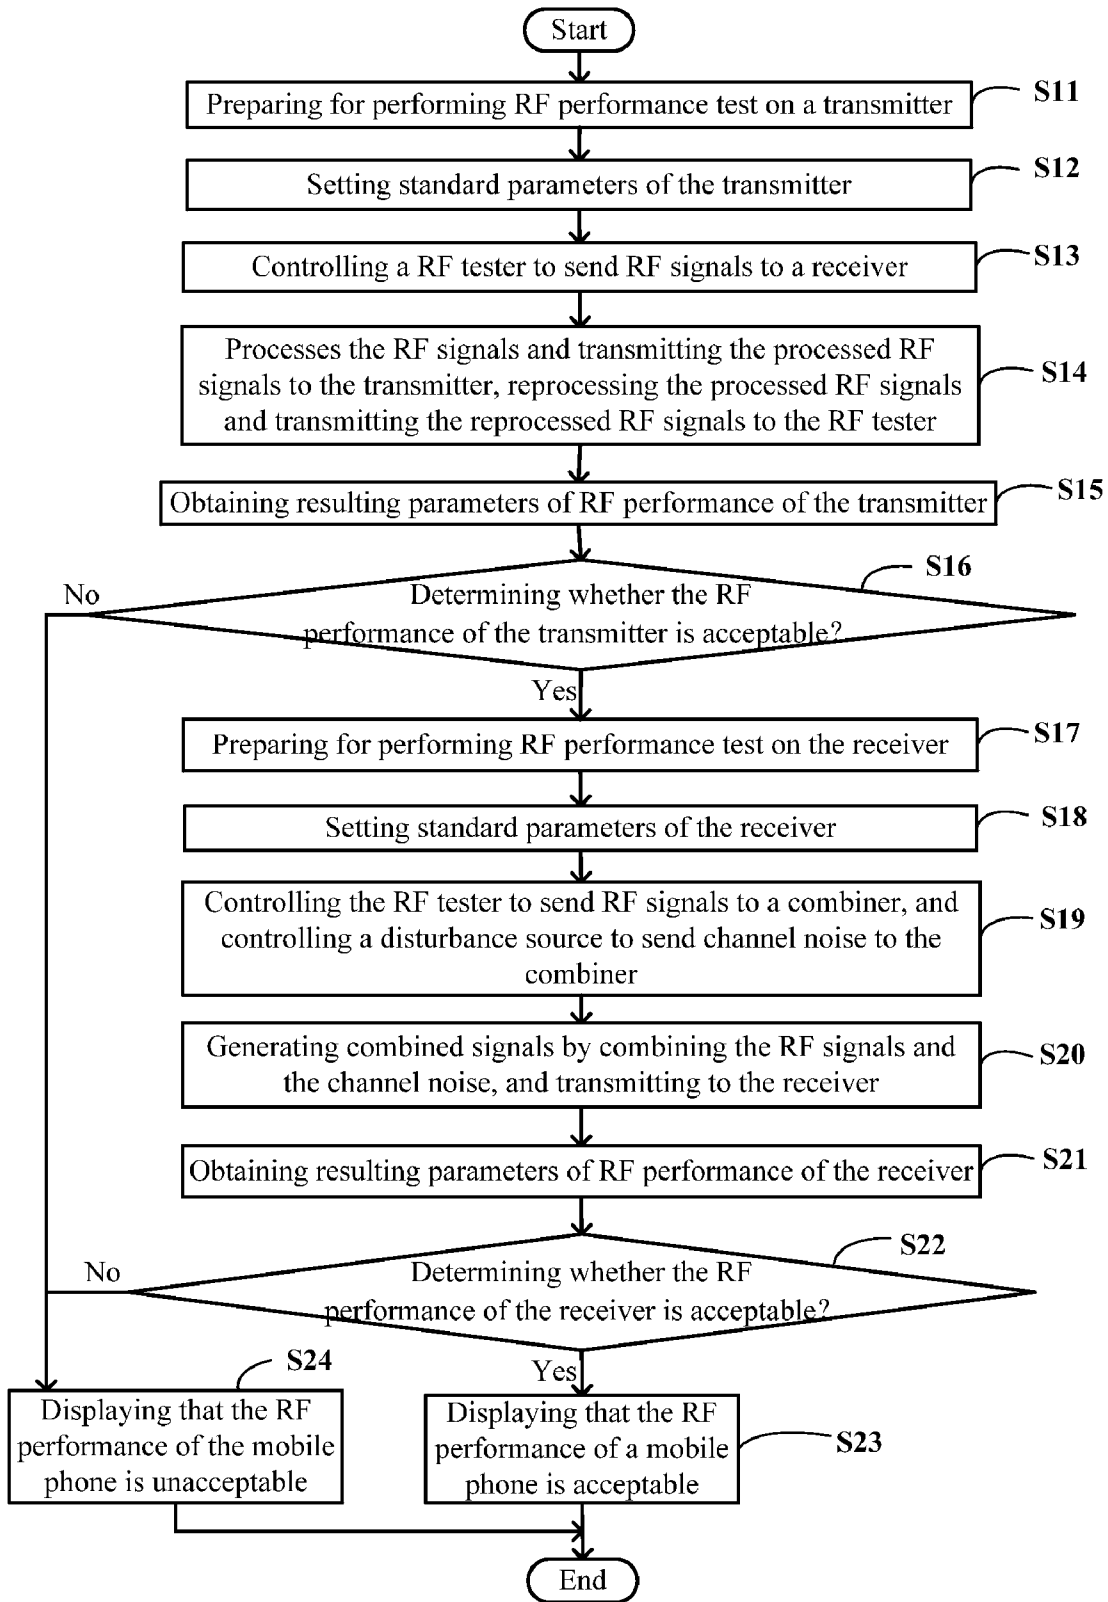 Start
Preparing for performing RF performance test on a transmitter
S11
Setting standard parameters of the transmitter
S12
Controlling a RF tester to send RF signals to a receiver
S13
Processes the RF signals and transmitting the processed RF
signals to the transmitter, reprocessing the processed RF signals
and transmitting the reprocessed RF signals to the RF tester
S14
Obtaining resulting parameters of RF performance of the transmitter
S15
No
Determining whether the RF
performance of the transmitter is acceptable?
S16
Yes
Preparing for performing RF performance test on the receiver
S17
Setting standard parameters of the receiver
S18
Controlling the RF tester to send RF signals to a combiner, and
controlling a disturbance source to send channel noise to the
combiner
S19
Generating combined signals by combining the RF signals and
the channel noise, and transmitting to the receiver
S20
Obtaining resulting parameters of RF performance of the receiver
S21
No
Determining whether the RF
performance of the receiver is acceptable?
S22
Yes
S24
Displaying that the RF
performance of the mobile
phone is unacceptable
Displaying that the RF
performance of a mobile
phone is acceptable
S23
End